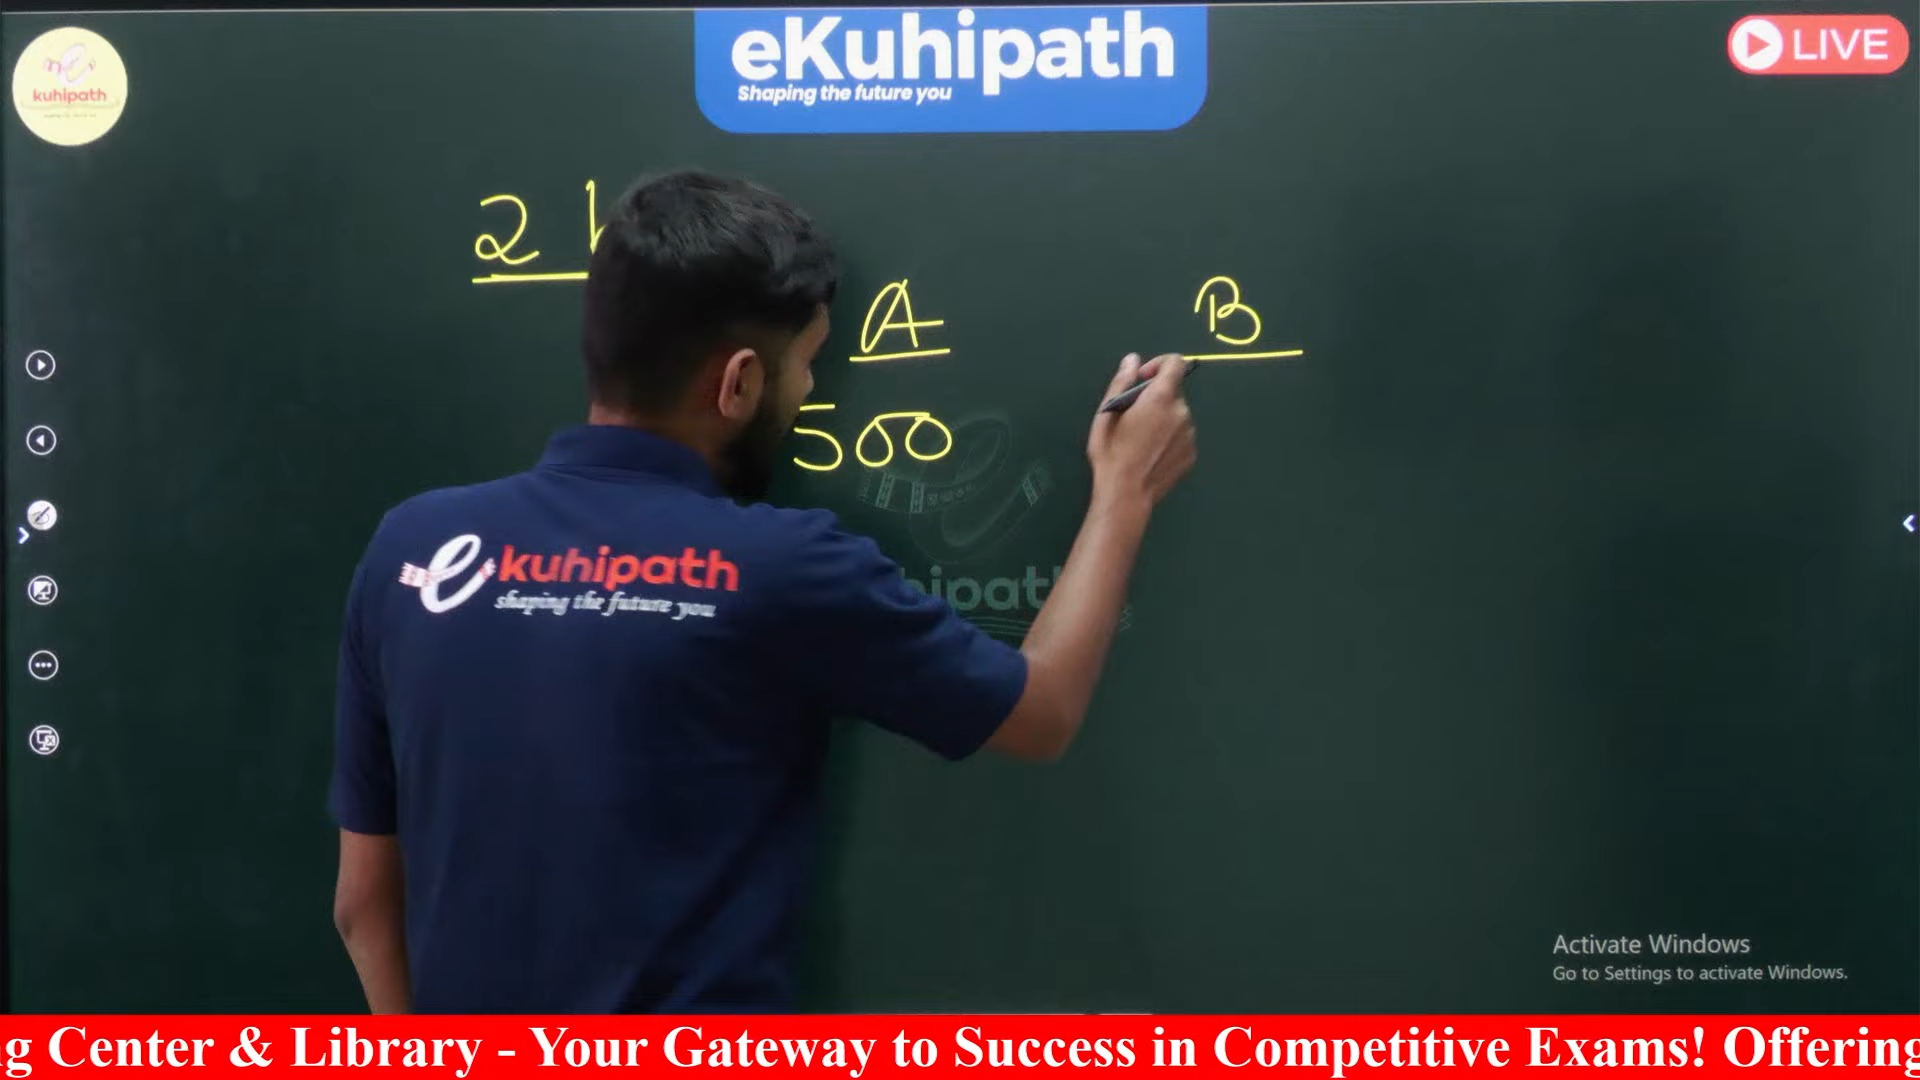 eKuhipath
Shaping the future you
LIVE
kuhipath
2
A
B
500
kuhipath
shaping the future you
hipat
Activate Windows
Go to Settings to activate Windows.
g Center & Library - Your Gateway to Success in Competitive Exams! Offering